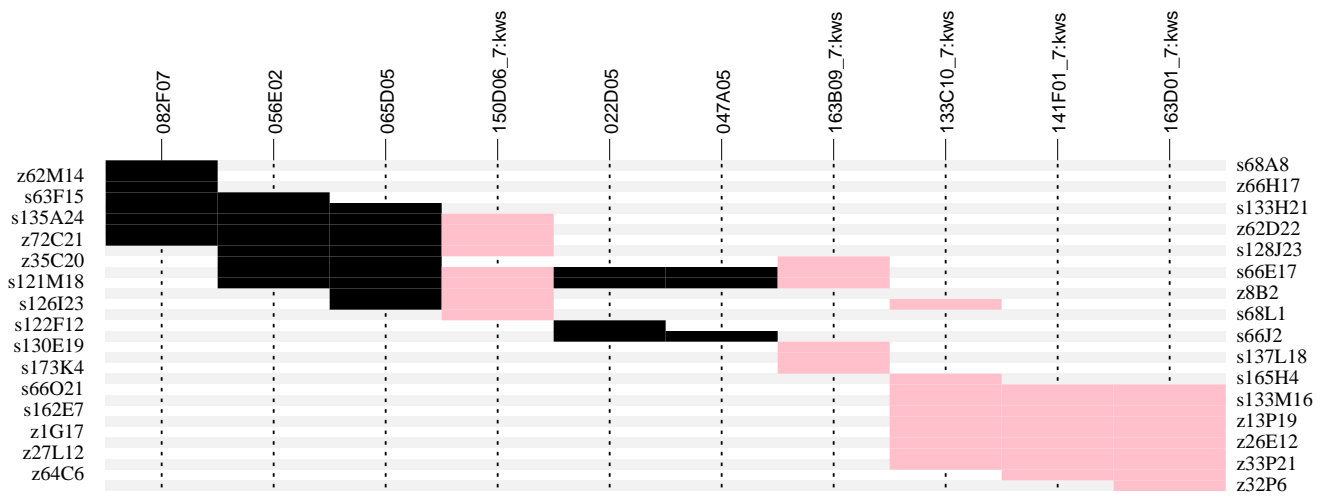 082F07
056E02
065D05
150D06_7:kws
022D05
047A05
163B09_7:kws
133C10_7:kws
141F01_7:kws
163D01_7:kws
s68A8
z62M14
z66H17
s63F15
s133H21
s135A24
z62D22
z72C21
s128J23
z35C20
s66E17
s121M18
z8B2
s126I23
s68L1
s122F12
s66J2
s130E19
s137L18
s173K4
s165H4
s66O21
s133M16
s162E7
z13P19
z1G17
z26E12
z27L12
z33P21
z64C6
z32P6